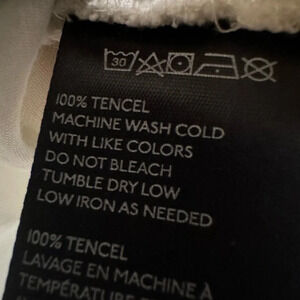 30
100% TENCEL
MACHINE WASH COLD
WITH LIKE COLORS
DO NOT BLEACH
TUMBLE DRY LOW
LOW IRON AS NEEDED
100% TENCEL
LAVAGE EN MACHINE À
TEMPÉRATURE